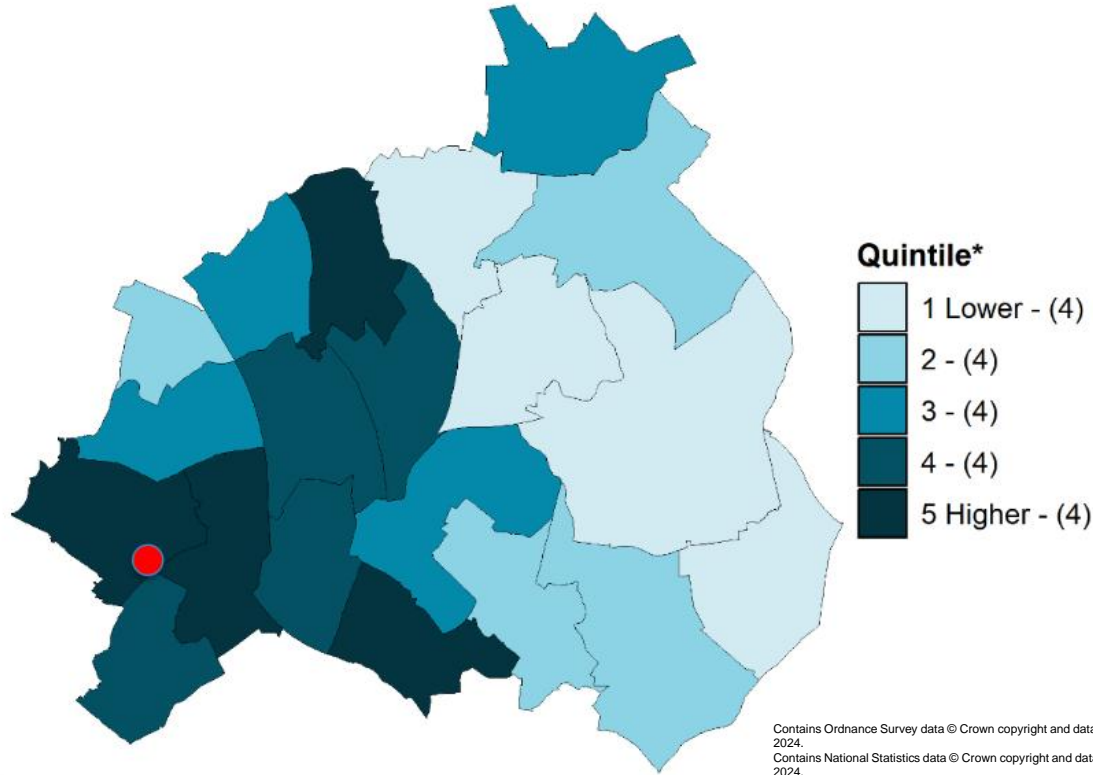 Quintile*
1 Lower - (4)
2 - (4)
3 - (4)
4 - (4)
5 Higher - (4)
Contains Ordnance Survey data © Crown copyright and data
2024.
Contains National Statistics data © Crown copyright and data
2024.